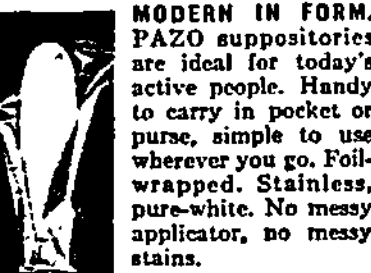 MODERN IN FORM.
PAZO suppositories
are ideal for today's
active people. Handy
to carry in pocket or
purse, simple to use
wherever you go. Foil-
wrapped. Stainless,
pure-white. No messy
applicator, no messy
stains.